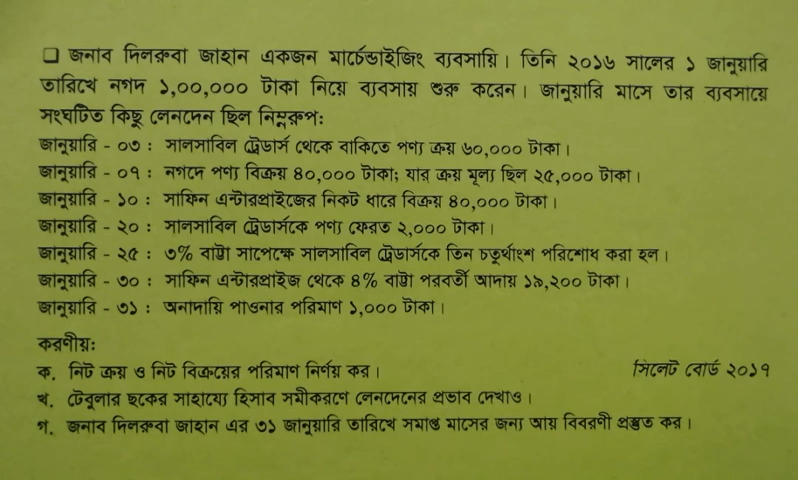 ❑ জনাব দিলরুবা জাহান একজন মার্চেন্ডাইজিং ব্যবসায়ি। তিনি ২০১৬ সালের ১ জানুয়ারি
তারিখে নগদ ১,০০,০০০ টাকা নিয়ে ব্যবসায় শুরু করেন। জানুয়ারি মাসে তার ব্যবসায়ে
সংঘটিত কিছু লেনদেন ছিল নিম্নরুপ:
জানুয়ারি - ০৩ : সালসাবিল ট্রেডার্স থেকে বাকিতে পণ্য ক্রয় ৬০,০০০ টাকা।
জানুয়ারি - ০৭ : নগদে পণ্য বিক্রয় ৪০,০০০ টাকা; যার ক্রয় মূল্য ছিল ২৫,০০০ টাকা।
জানুয়ারি - ১০ : সাফিন এন্টারপ্রাইজের নিকট ধারে বিক্রয় ৪০,০০০ টাকা।
জানুয়ারি - ২০ : সালসাবিল ট্রেডার্সকে পণ্য ফেরত ২,০০০ টাকা।
জানুয়ারি - ২৫ : ৩% বাট্টা সাপেক্ষে সালসাবিল ট্রেডার্সকে তিন চতুর্থাংশ পরিশোধ করা হল।
জানুয়ারি - ৩০ : সাফিন এন্টারপ্রাইজ থেকে ৪% বাট্টা পরবর্তী আদায় ১৯,২০০ টাকা।
জানুয়ারি - ৩১ : অনাদায়ি পাওনার পরিমাণ ১,০০০ টাকা।
করণীয়:
ক. নিট ক্রয় ও নিট বিক্রয়ের পরিমাণ নির্ণয় কর। সিলেট বোর্ড ২০১৭
খ. টেবুলার ছকের সাহায্যে হিসাব সমীকরণে লেনদেনের প্রভাব দেখাও।
গ. জনাব দিলরুবা জাহান এর ৩১ জানুয়ারি তারিখে সমাপ্ত মাসের জন্য আয় বিবরণী প্রস্তুত কর।